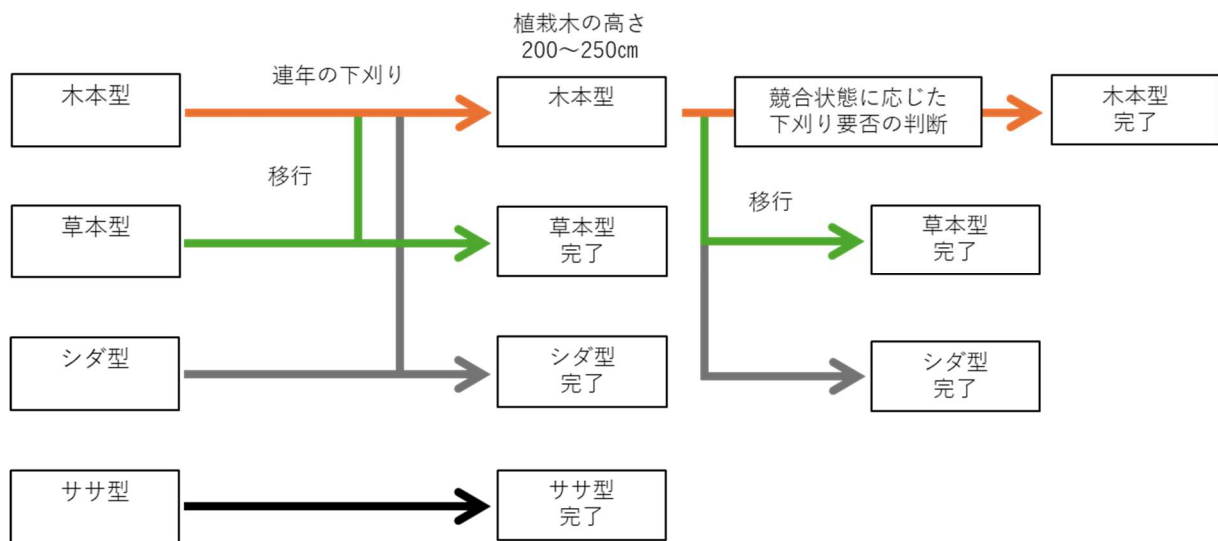 植栽木の高さ
200～250㎝
木本型
連年の下刈り
木本型
競合状態に応じた
下刈り要否の判断
木本型
完了
移行
移行
草本型
草本型
完了
草本型
完了
シダ型
シダ型
完了
シダ型
完了
ササ型
ササ型
完了